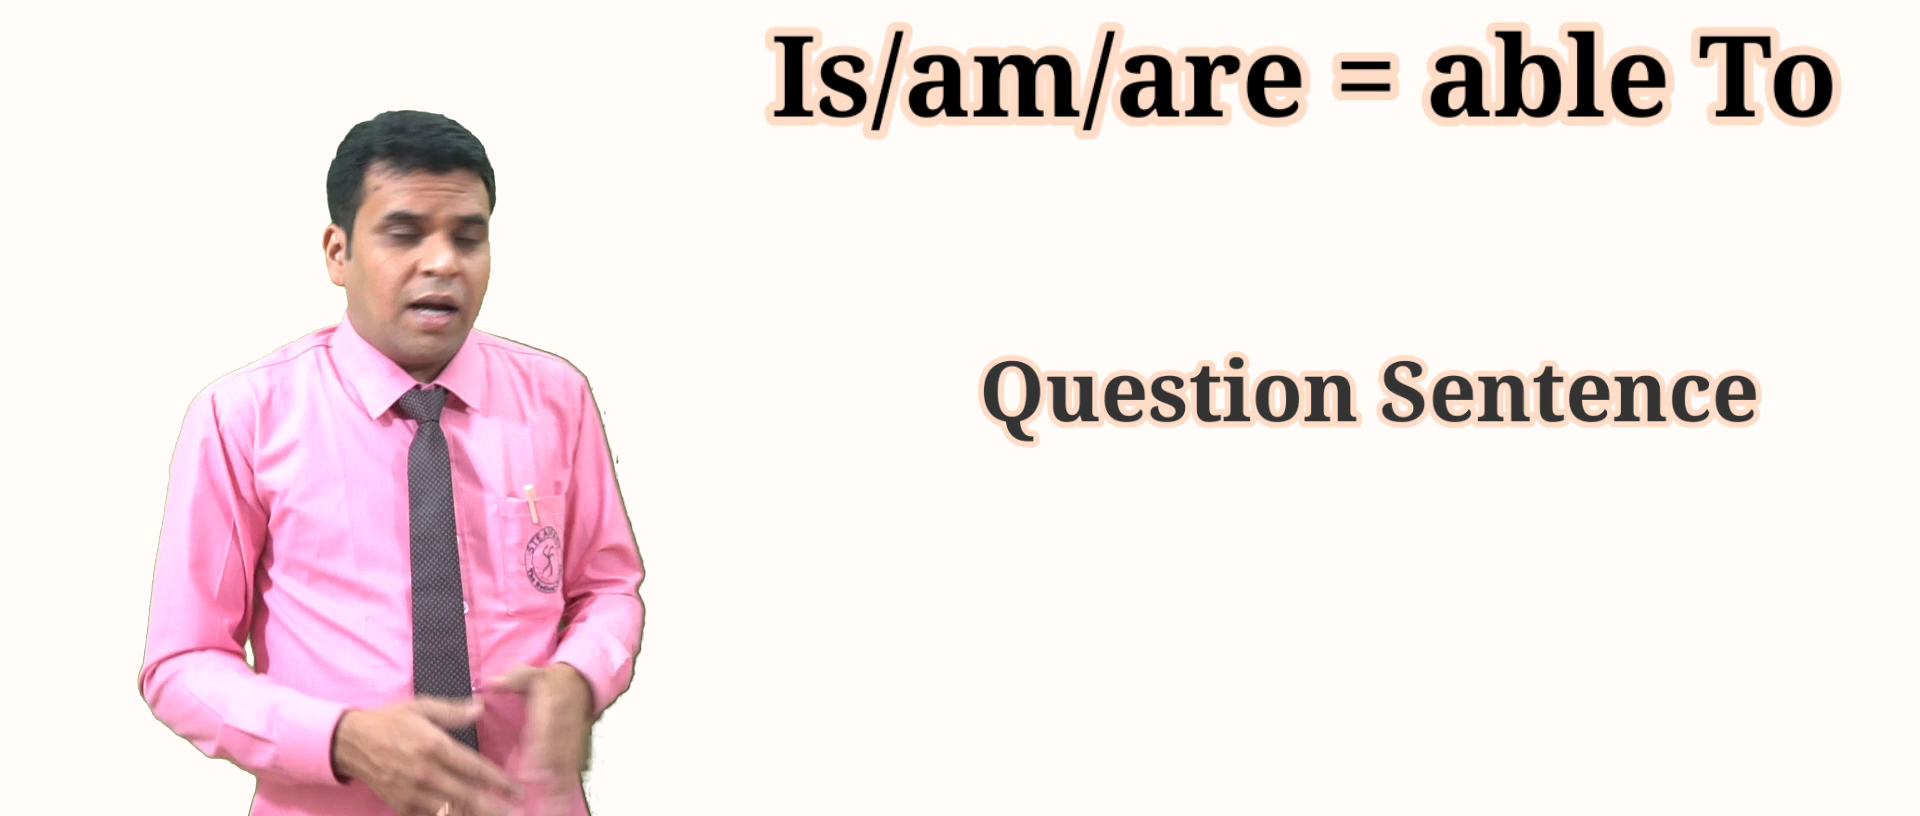 Is/am/are = able To
Question Sentence